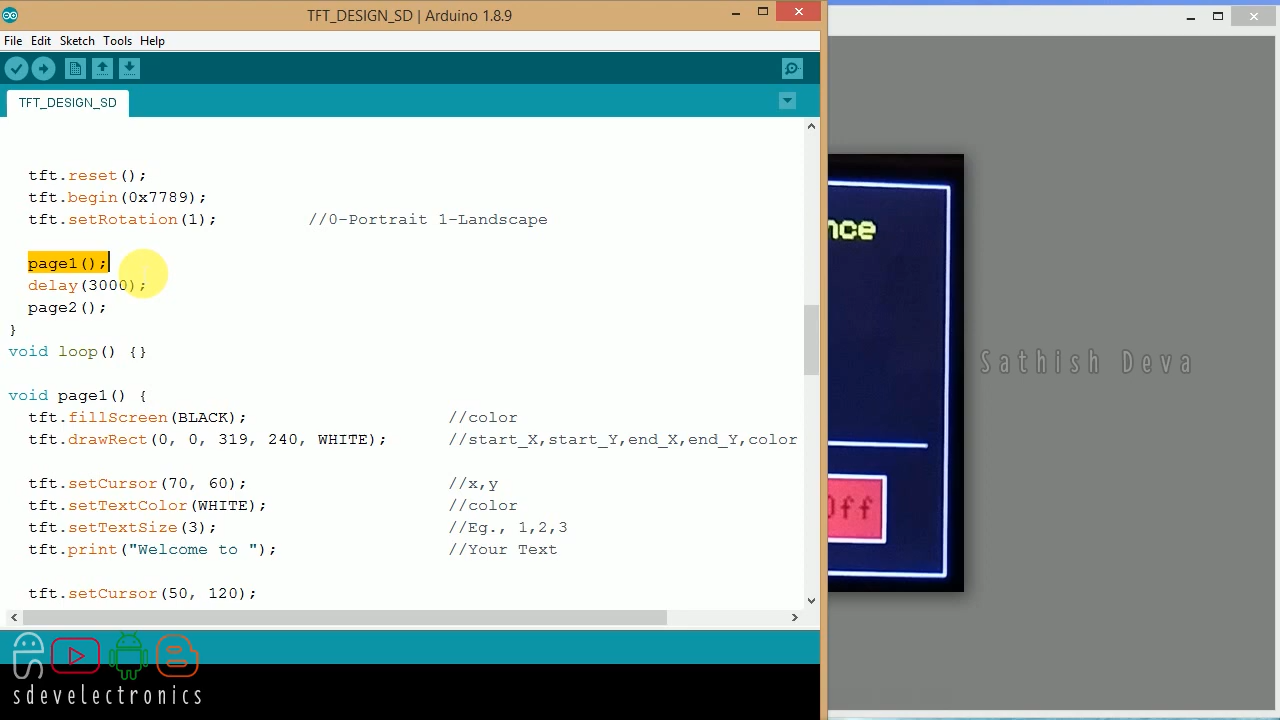 TFT_DESIGN_SD | Arduino 1.8.9
File Edit Sketch Tools Help
TFT_DESIGN_SD
tft.reset();
tft.begin(0x7789);
tft.setRotation(1); //0-Portrait 1-Landscape
page1();
delay(3000);
page2();
}
void loop() {}
void page1() {
tft.fillScreen(BLACK); //color
tft.drawRect(0, 0, 319, 240, WHITE); //start_X,start_Y,end_X,end_Y,color
tft.setCursor(70, 60); //x,y
tft.setTextColor(WHITE); //color
tft.setTextSize(3); //Eg., 1,2,3
tft.print("Welcome to "); //Your Text
tft.setCursor(50, 120);
nce
Off
Sathish Deva
sdevelectronics